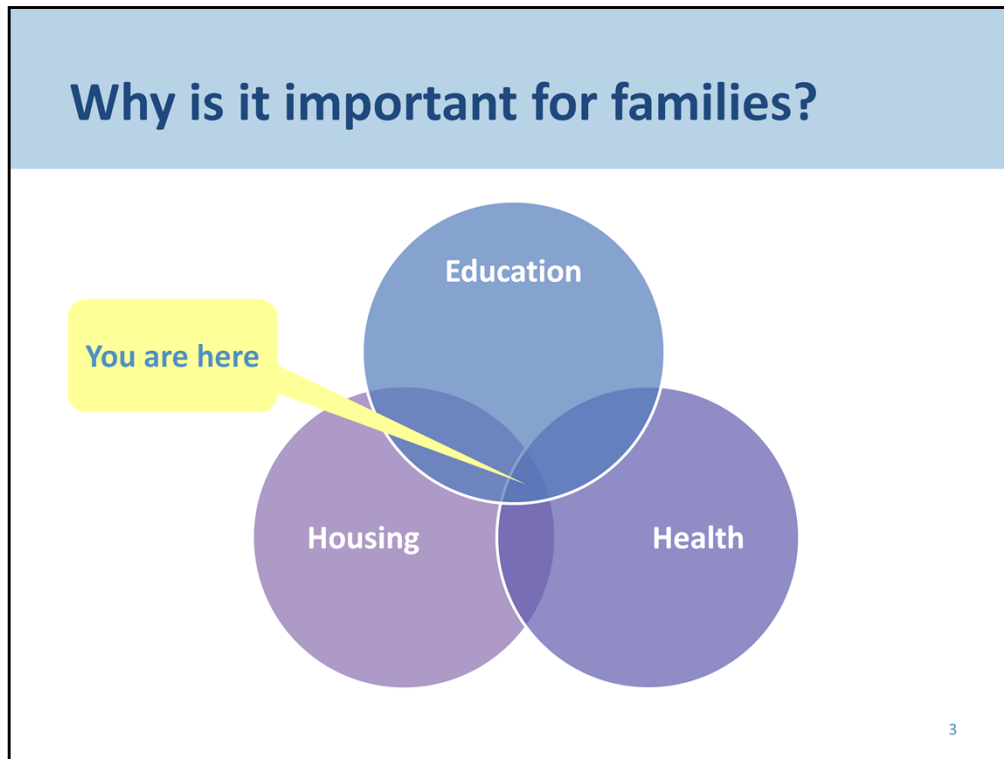 Why is it important for families?
Education
You are here
Housing
Health
3